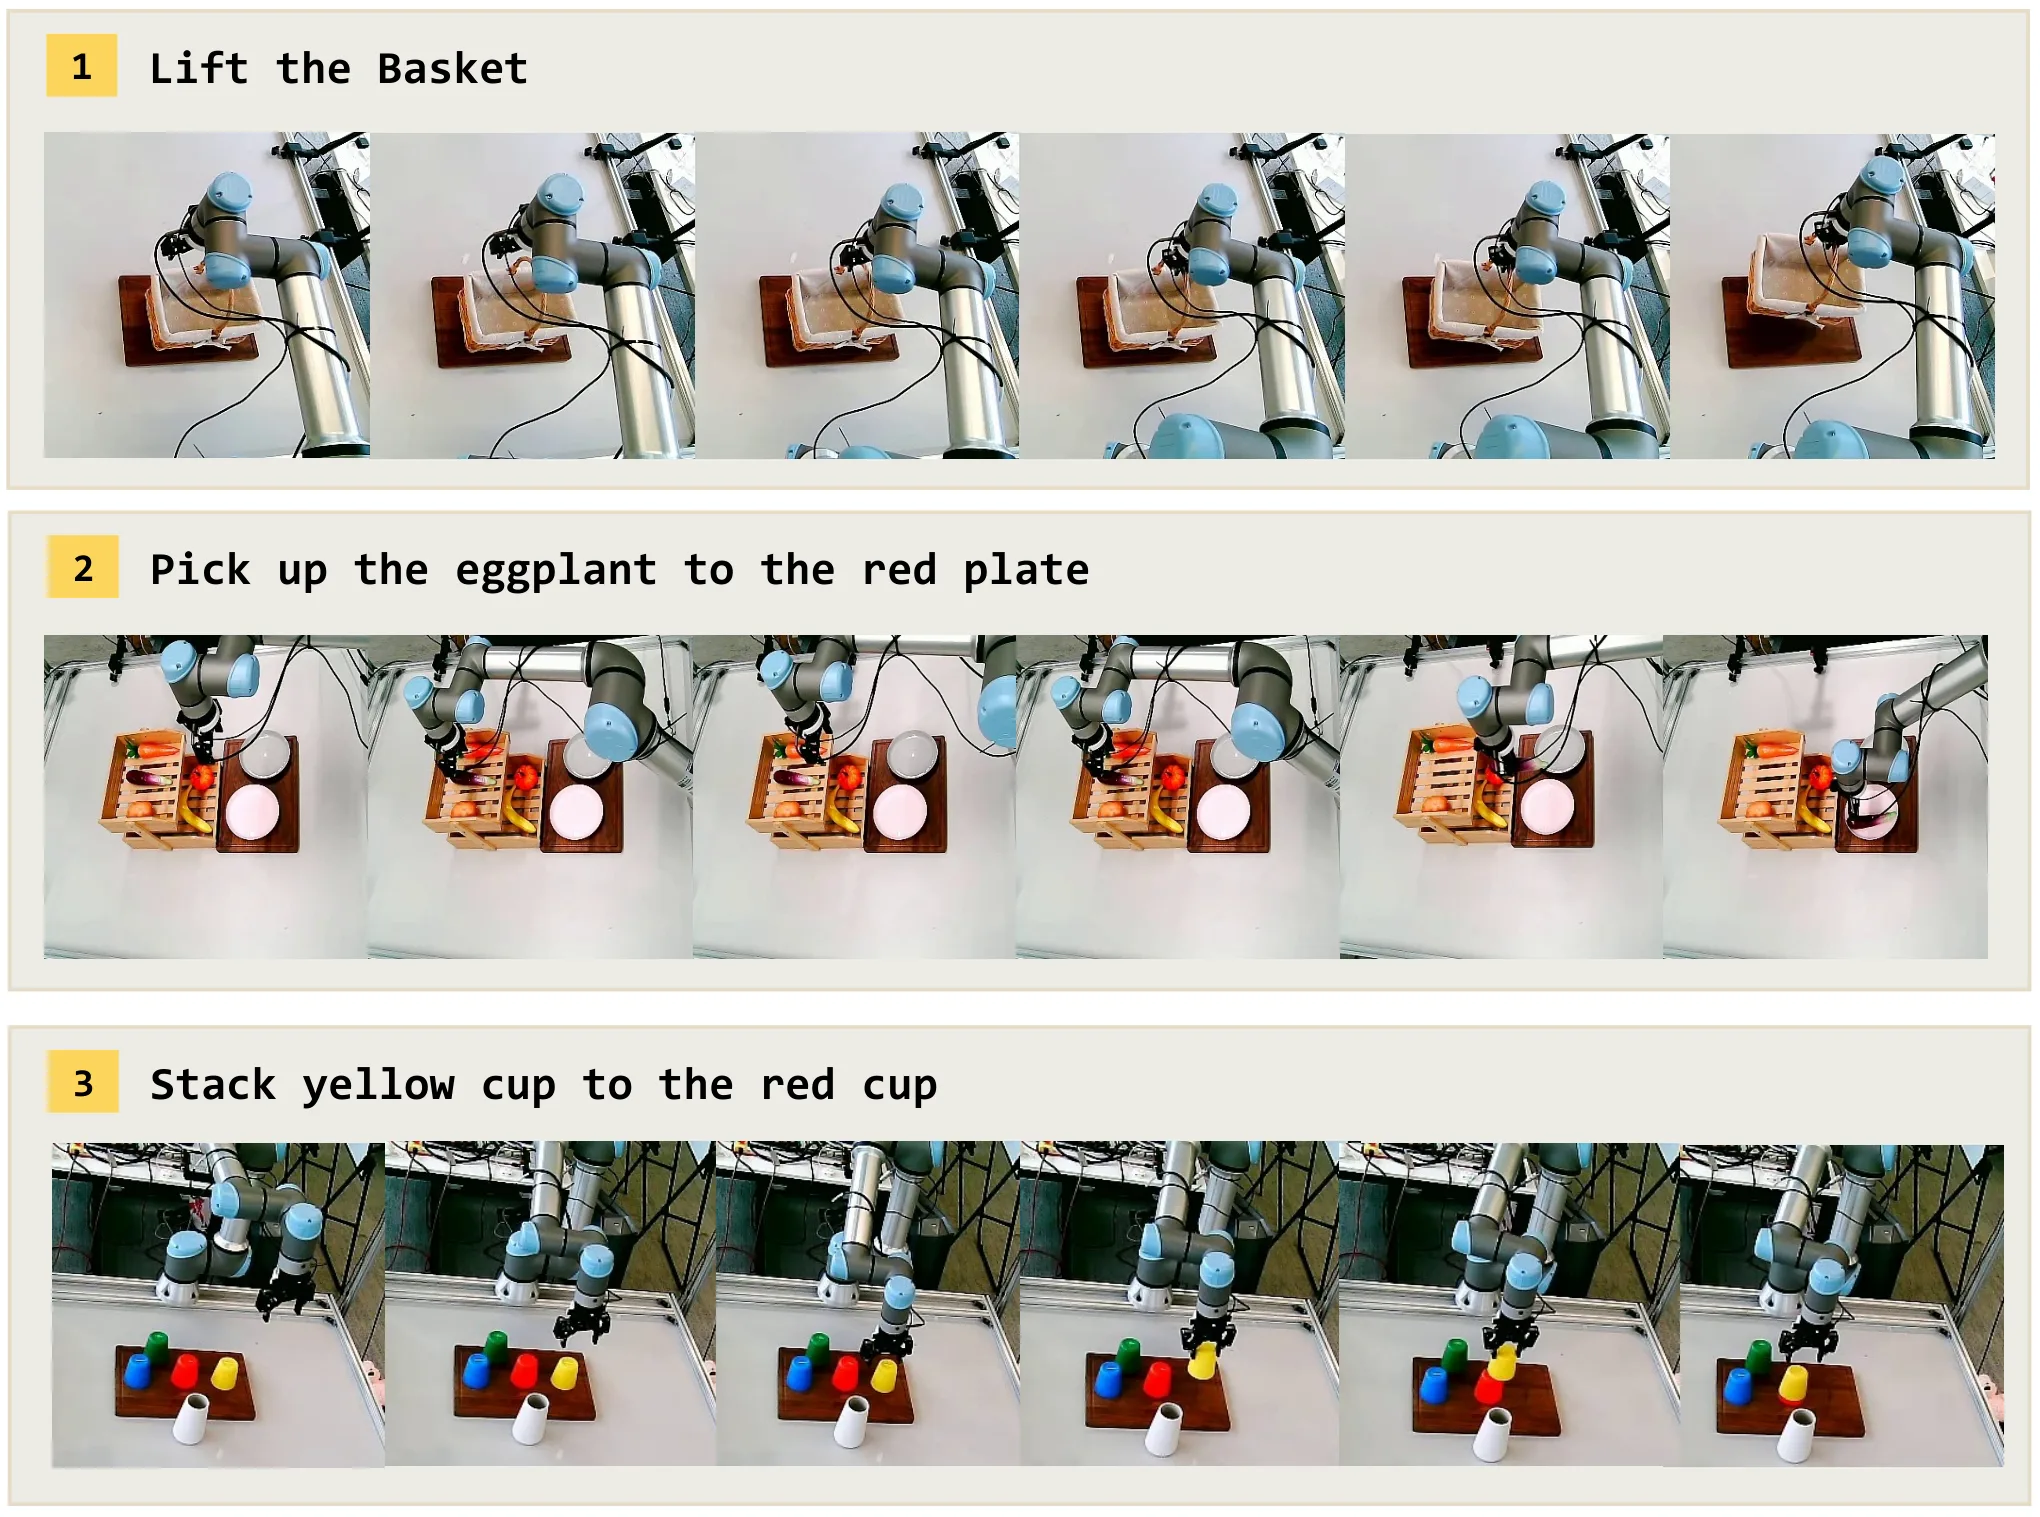 1 Lift the Basket
2 Pick up the eggplant to the red plate
3 Stack yellow cup to the red cup